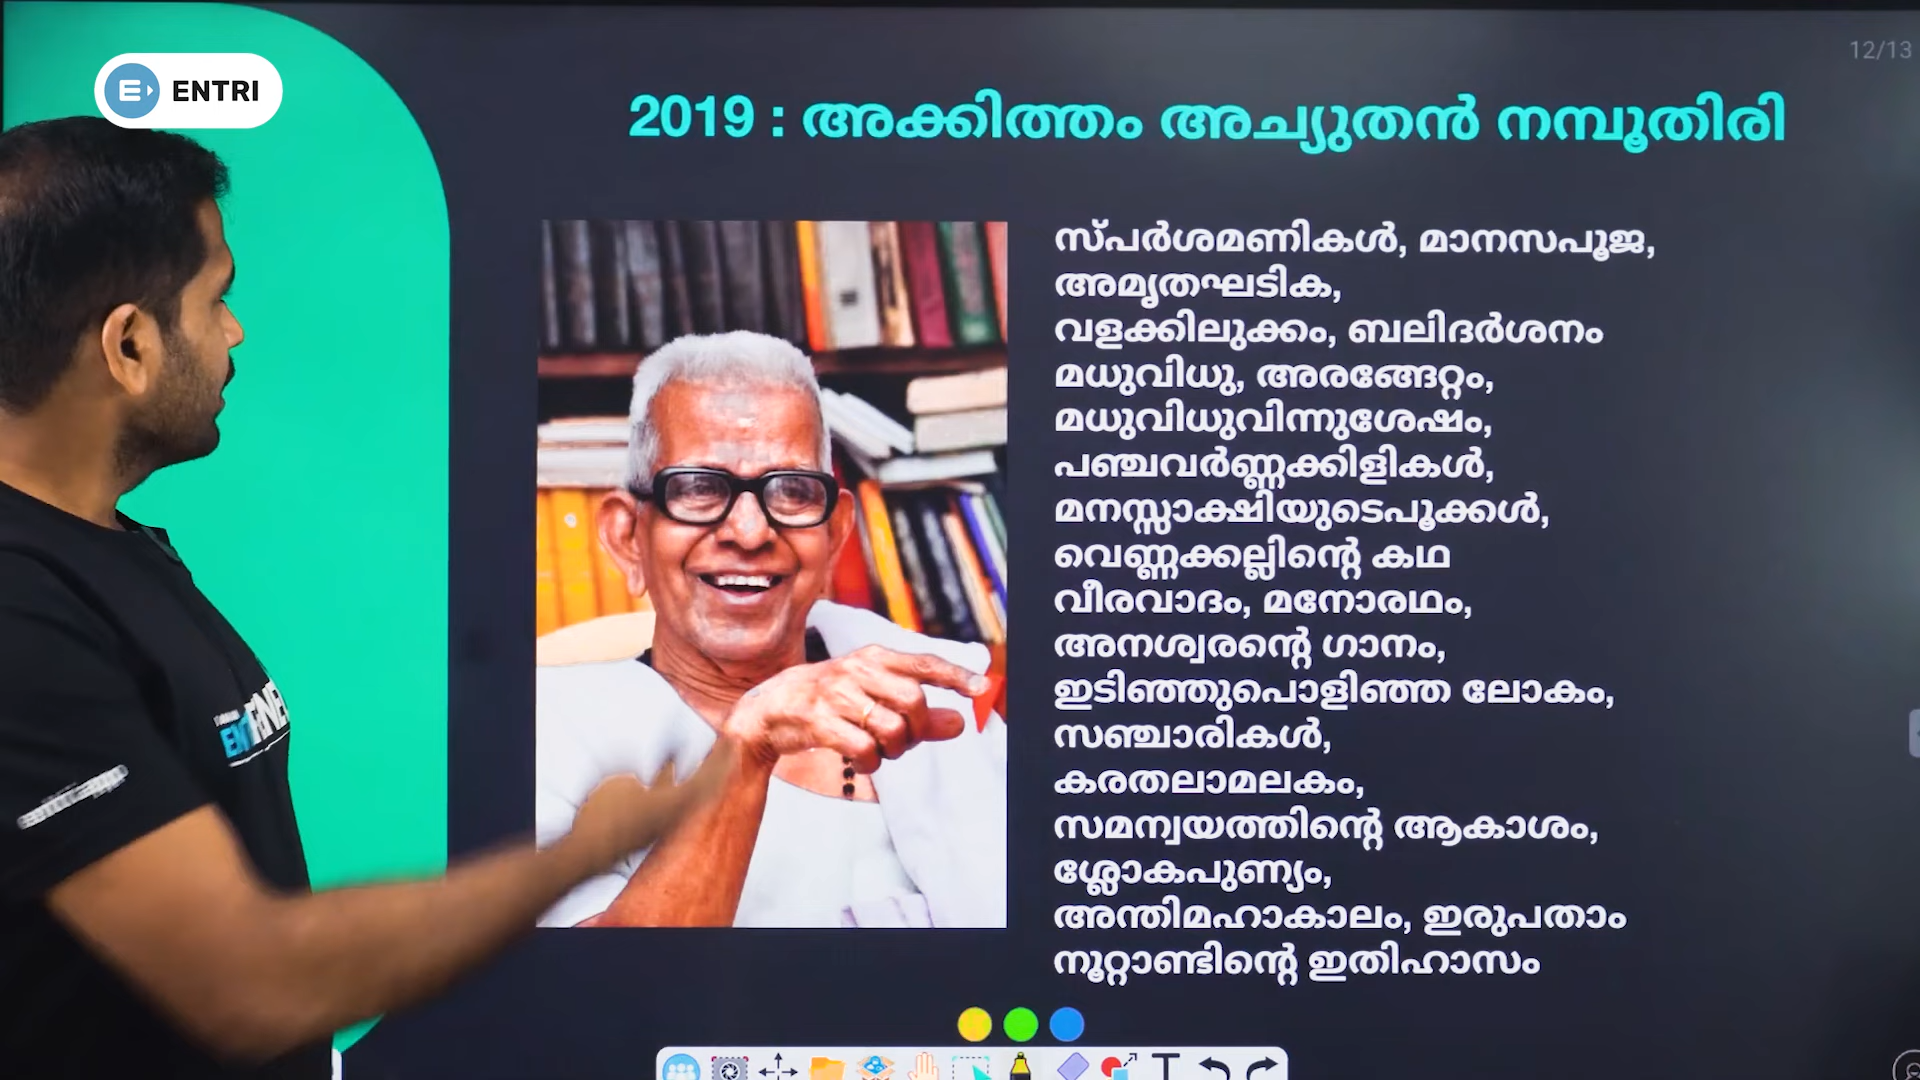 ENTRI
12/13
2019 : അക്കിത്തം അച്യുതൻ നമ്പൂതിരി
സ്പർശമണികൾ, മാനസപൂജ,
അമൃതഘടിക,
വളക്കിലുക്കം, ബലിദർശനം
മധുവിധു, അരങ്ങേറ്റം,
മധുവിധുവിന്നുശേഷം,
പഞ്ചവർണ്ണക്കിളികൾ,
മനസ്സാക്ഷിയുടെപൂക്കൾ,
വെണ്ണക്കല്ലിന്റെ കഥ
വീരവാദം, മനോരഥം,
അനശ്വരന്റെ ഗാനം,
ഇടിഞ്ഞുപൊളിഞ്ഞ ലോകം,
സഞ്ചാരികൾ,
കരതലാമലകം,
സമന്വയത്തിന്റെ ആകാശം,
ശ്ലോകപുണ്യം,
അന്തിമഹാകാലം, ഇരുപതാം
നൂറ്റാണ്ടിന്റെ ഇതിഹാസം